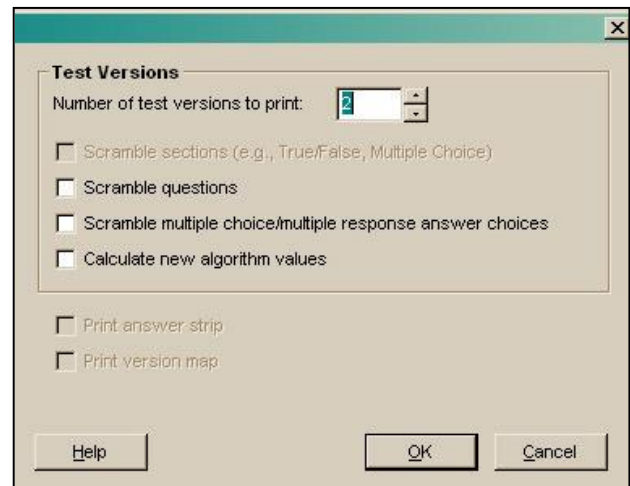 Test Versions
Number of test versions to print: 2
Scramble sections (e.g., True/False, Multiple Choice)
Scramble questions
Scramble multiple choice/multiple response answer choices
Calculate new algorithm values
Print answer strip
Print version map
Help OK Cancel